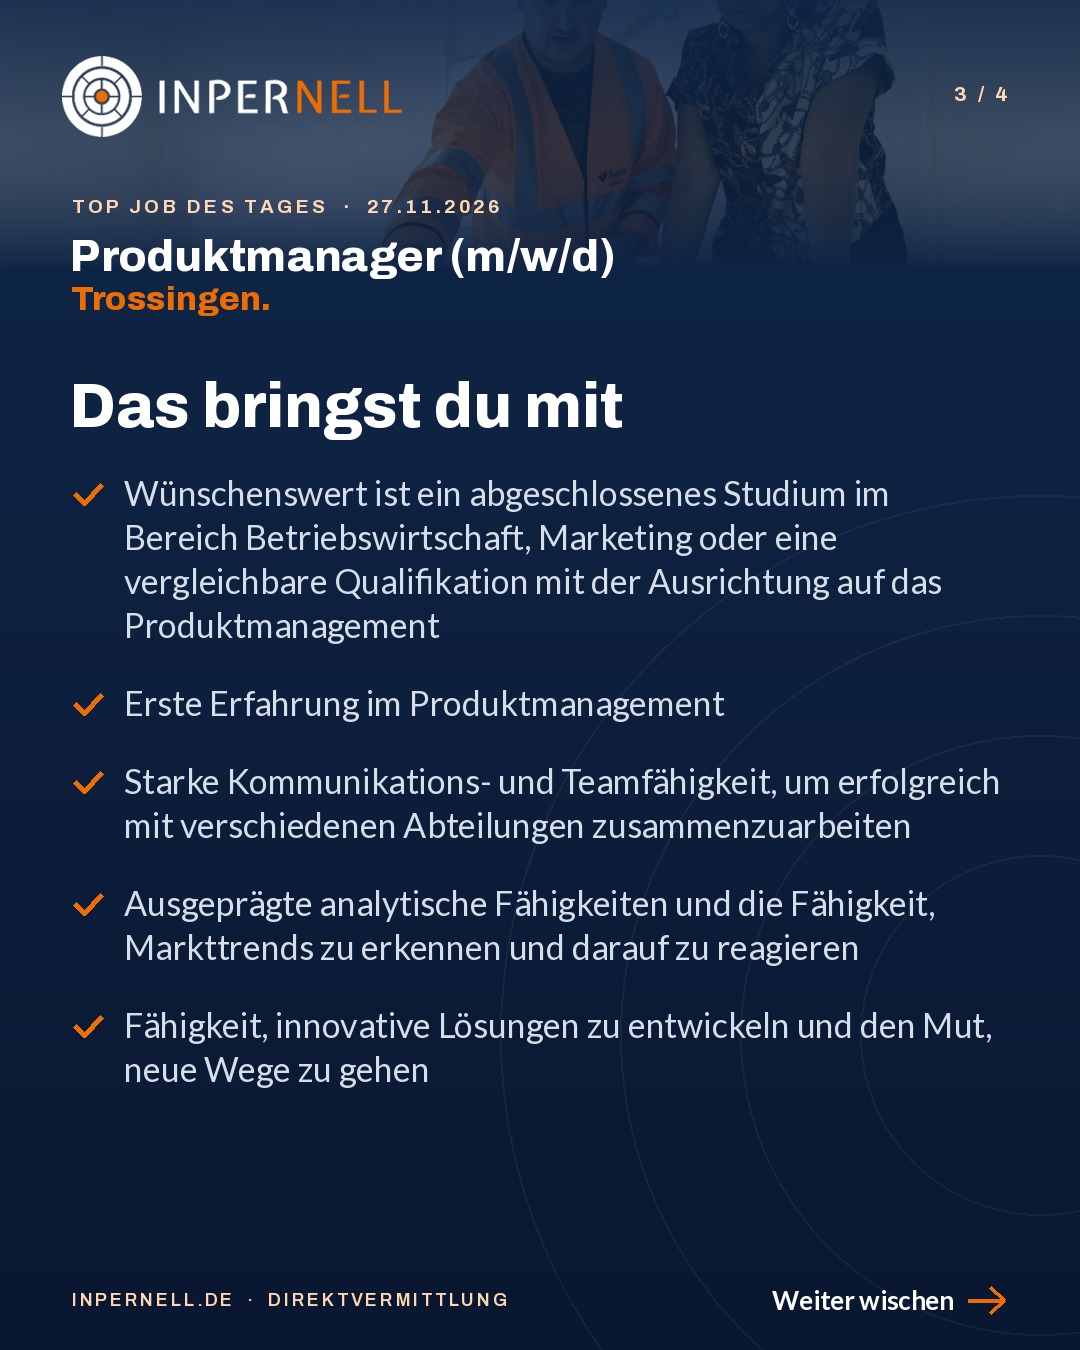 INPERNELL
3 / 4
TOP JOB DES TAGES · 27.11.2026
Produktmanager (m/w/d)
Trossingen.
Das bringst du mit
Wünschenswert ist ein abgeschlossenes Studium im
Bereich Betriebswirtschaft, Marketing oder eine
vergleichbare Qualifikation mit der Ausrichtung auf das
Produktmanagement
Erste Erfahrung im Produktmanagement
Starke Kommunikations- und Teamfähigkeit, um erfolgreich
mit verschiedenen Abteilungen zusammenzuarbeiten
Ausgeprägte analytische Fähigkeiten und die Fähigkeit,
Markttrends zu erkennen und darauf zu reagieren
Fähigkeit, innovative Lösungen zu entwickeln und den Mut,
neue Wege zu gehen
INPERNELL.DE · DIREKTVERMITTLUNG
Weiter wischen